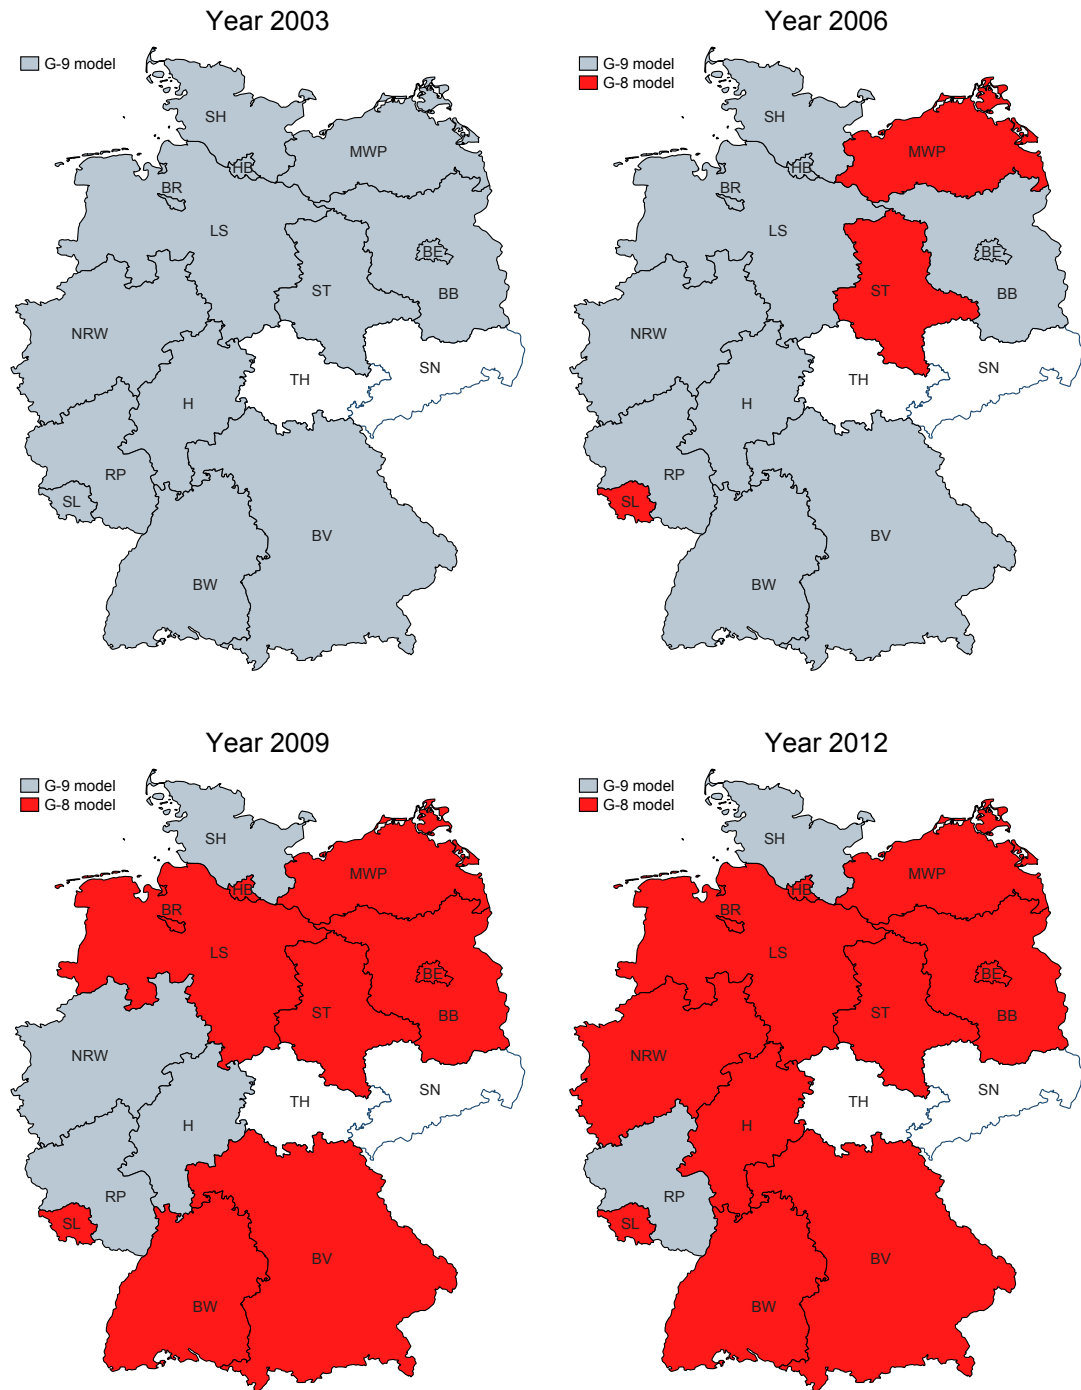 Year 2003
G-9 model
SH
MWP
HB
BR
LS
BE
ST
BB
NRW
SN
TH
H
RP
SL
BV
BW
Year 2006
G-9 model
G-8 model
SH
MWP
HB
BR
LS
BE
ST
BB
NRW
SN
TH
H
RP
SL
BV
BW
Year 2009
G-9 model
G-8 model
SH
MWP
HB
BR
LS
BE
ST
BB
NRW
SN
TH
H
RP
SL
BV
BW
Year 2012
G-9 model
G-8 model
SH
MWP
HB
BR
LS
BE
ST
BB
NRW
SN
TH
H
RP
SL
BV
BW